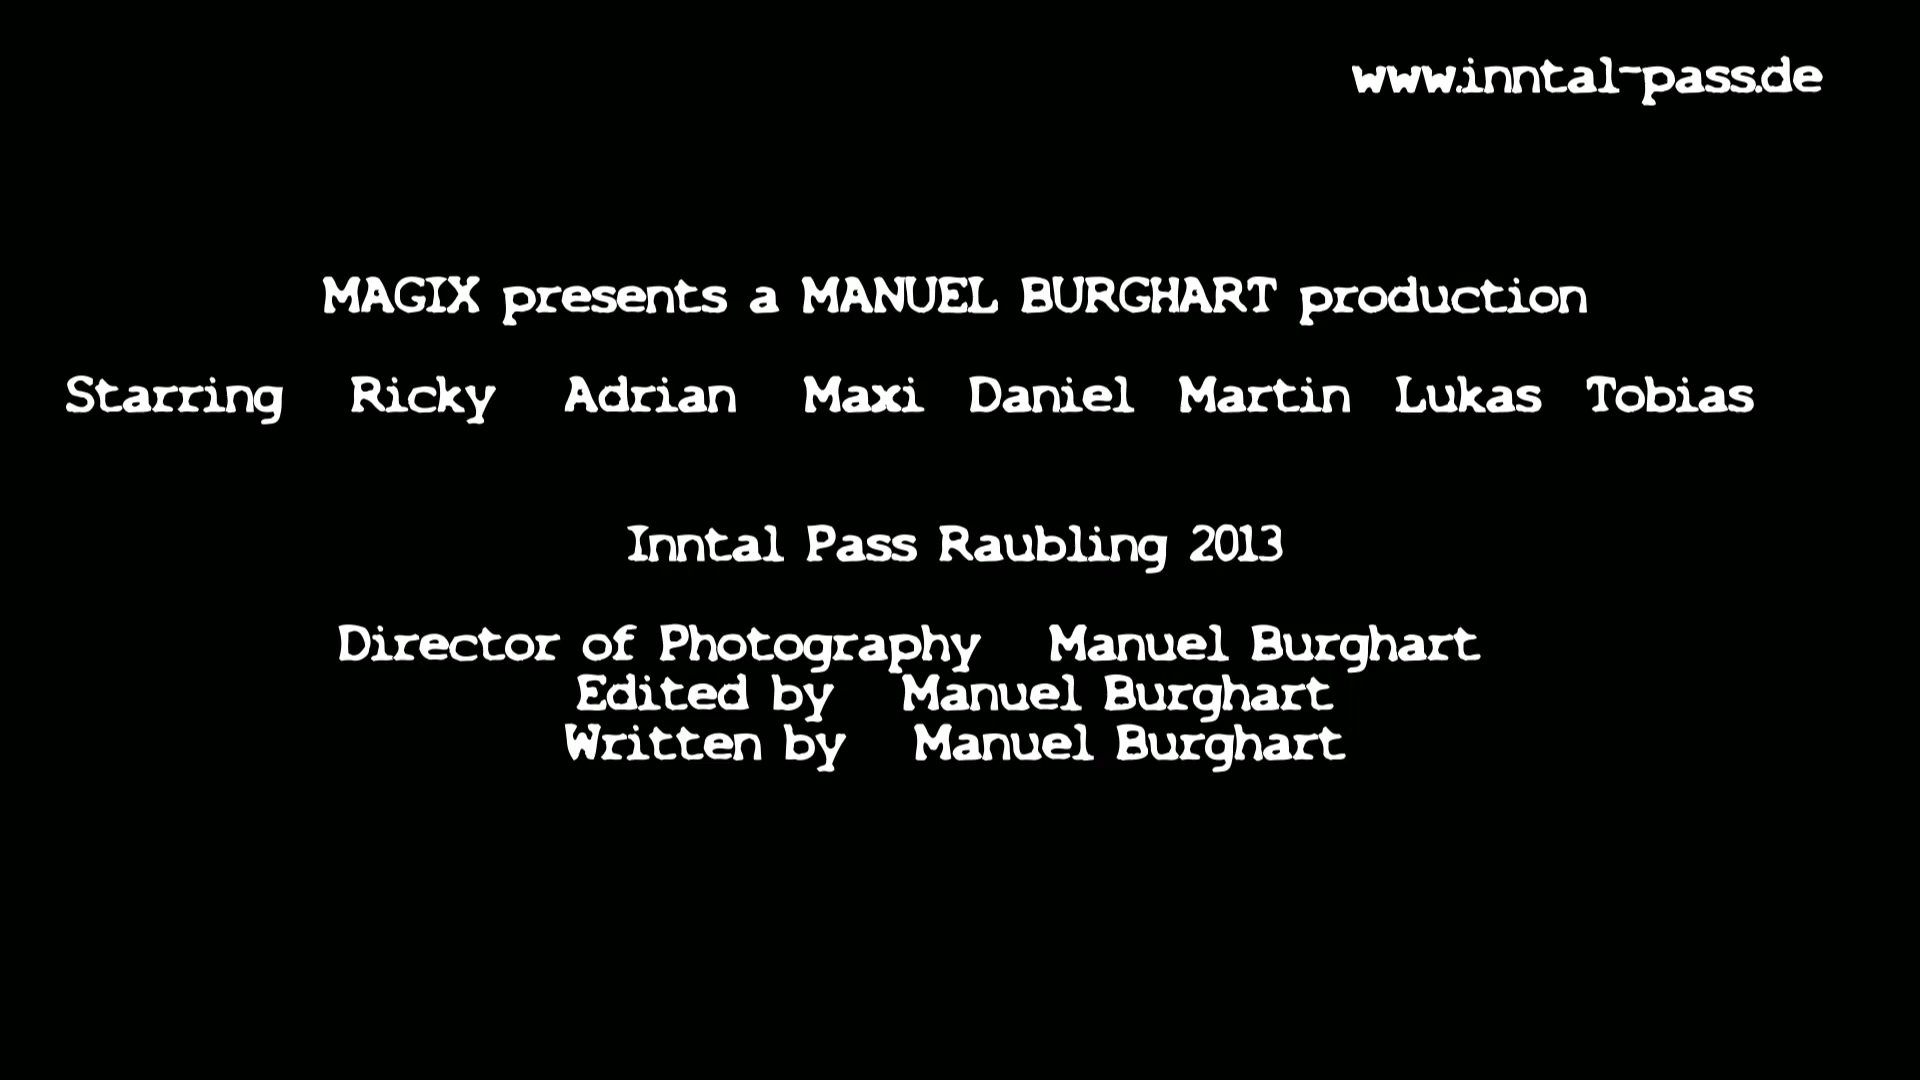 www.inntal-pass.de
MAGIX presents a MANUEL BURGHART production
Starring Ricky Adrian Maxi Daniel Martin Lukas Tobias
Inntal Pass Raubling 2013
Director of Photography Manuel Burghart
Edited by Manuel Burghart
Written by Manuel Burghart